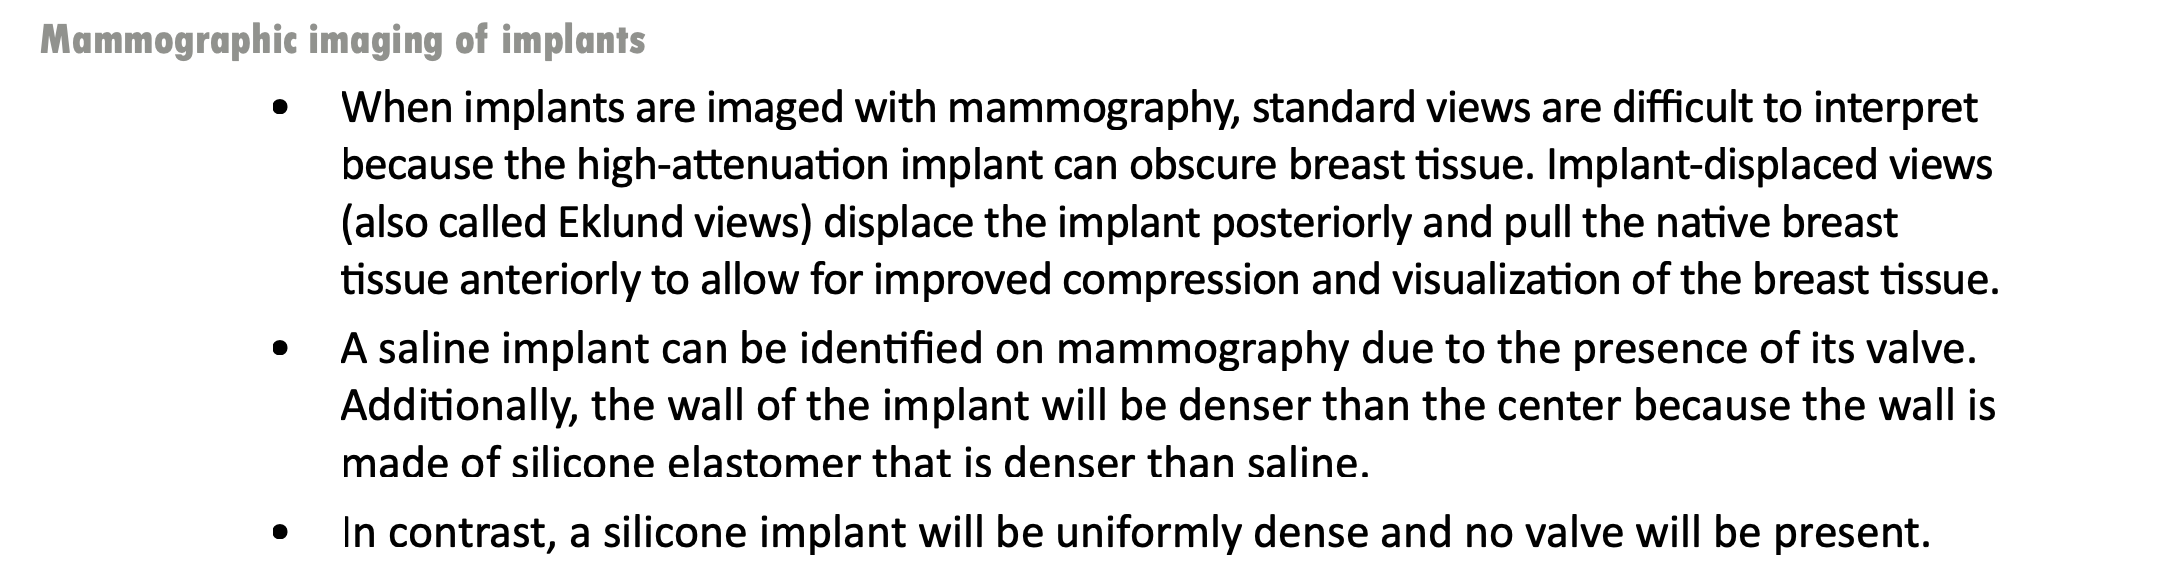 Mammographic imaging of implants
• When implants are imaged with mammography, standard views are difficult to interpret
because the high-attenuation implant can obscure breast tissue. Implant-displaced views
(also called Eklund views) displace the implant posteriorly and pull the native breast
tissue anteriorly to allow for improved compression and visualization of the breast tissue.
• A saline implant can be identified on mammography due to the presence of its valve.
Additionally, the wall of the implant will be denser than the center because the wall is
made of silicone elastomer that is denser than saline.
• In contrast, a silicone implant will be uniformly dense and no valve will be present.